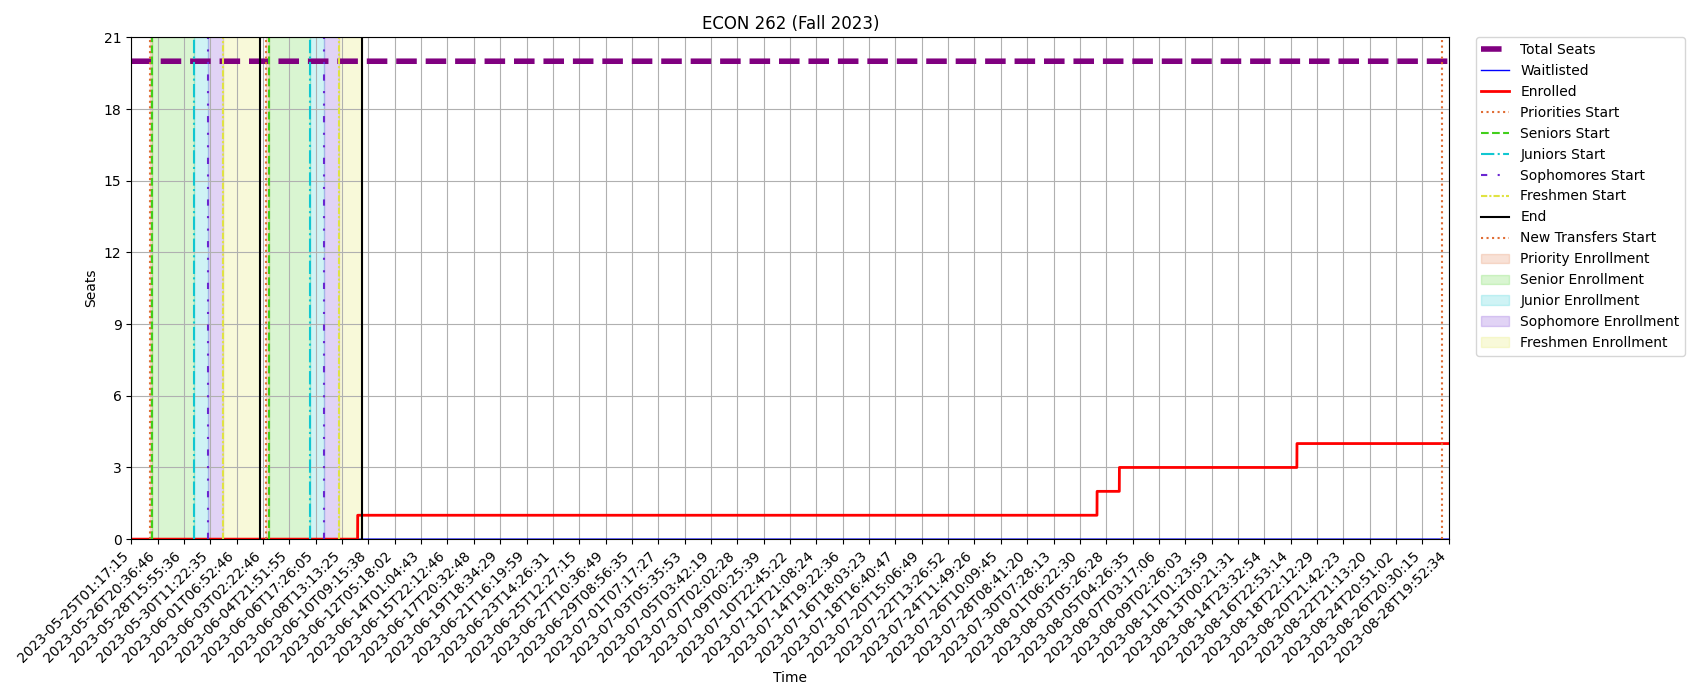 ECON 262 (Fall 2023)
21
18
15
12
9
6
3
0
Seats
2023-05-25T01:17:15
2023-05-26T20:36:46
2023-05-28T15:55:36
2023-05-30T11:22:35
2023-06-01T06:52:46
2023-06-03T02:22:46
2023-06-04T21:51:55
2023-06-06T17:26:05
2023-06-08T13:13:25
2023-06-10T09:15:38
2023-06-12T05:18:02
2023-06-14T01:04:43
2023-06-15T22:12:46
2023-06-17T20:32:48
2023-06-19T18:34:29
2023-06-21T16:19:59
2023-06-23T14:26:31
2023-06-25T12:27:15
2023-06-27T10:36:49
2023-06-29T08:56:35
2023-07-01T07:17:27
2023-07-03T05:35:53
2023-07-05T03:42:19
2023-07-07T02:02:28
2023-07-09T00:25:39
2023-07-10T22:45:22
2023-07-12T21:08:24
2023-07-14T19:22:36
2023-07-16T18:03:23
2023-07-18T16:40:47
2023-07-20T15:06:49
2023-07-22T13:26:52
2023-07-24T11:49:26
2023-07-26T10:09:45
2023-07-28T08:41:20
2023-07-30T07:28:13
2023-08-01T06:22:30
2023-08-03T05:26:28
2023-08-05T04:26:35
2023-08-07T03:17:06
2023-08-09T02:26:03
2023-08-11T01:23:59
2023-08-13T00:21:31
2023-08-14T23:32:54
2023-08-16T22:53:14
2023-08-18T22:12:29
2023-08-20T21:42:23
2023-08-22T21:13:20
2023-08-24T20:51:02
2023-08-26T20:30:15
2023-08-28T19:52:34
Time
Total Seats
Waitlisted
Enrolled
Priorities Start
Seniors Start
Juniors Start
Sophomores Start
Freshmen Start
End
New Transfers Start
Priority Enrollment
Senior Enrollment
Junior Enrollment
Sophomore Enrollment
Freshmen Enrollment